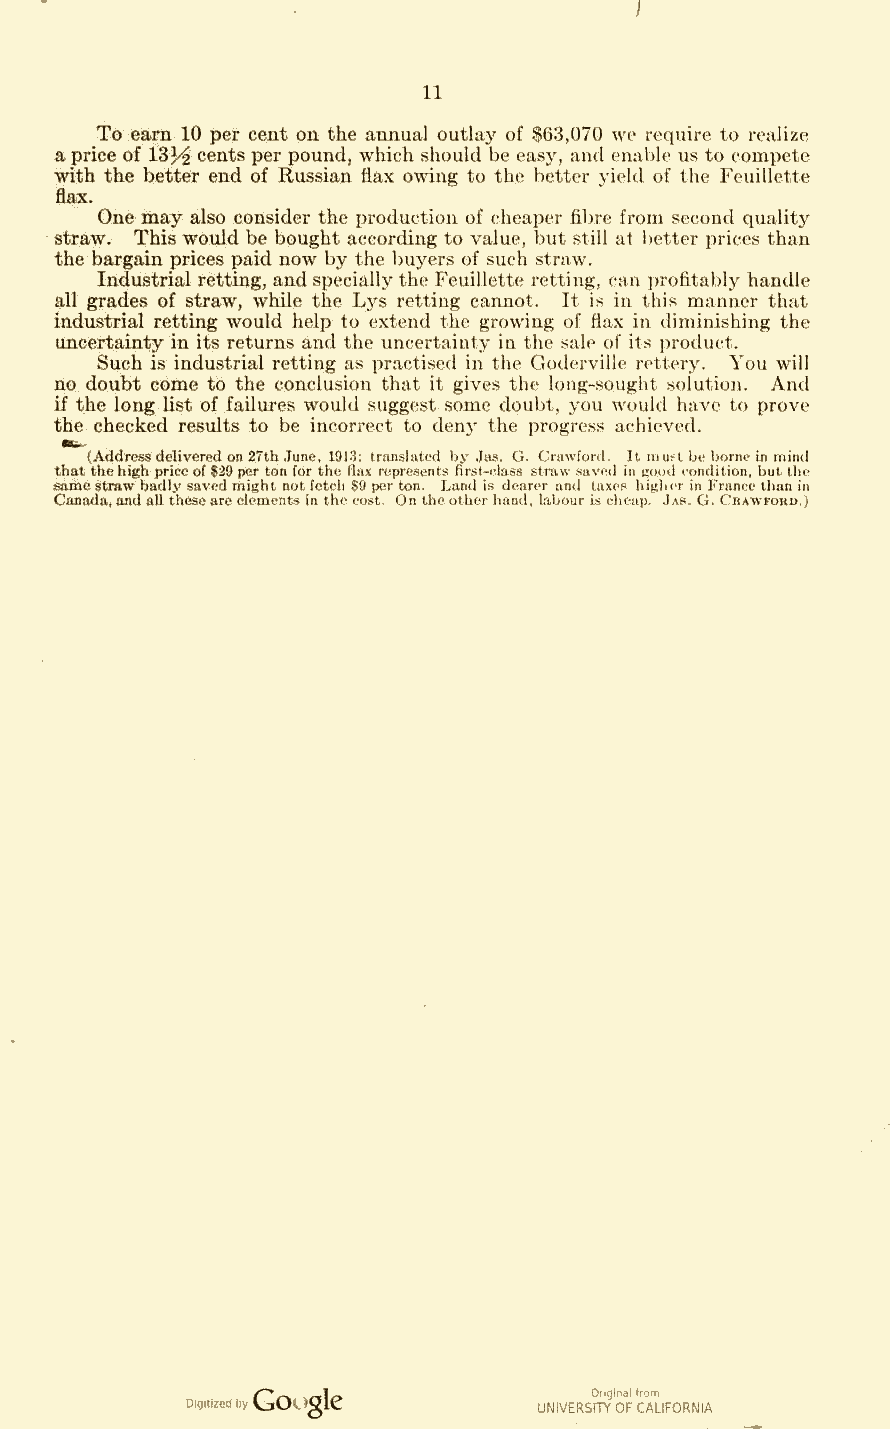 11
To earn 10 per cent on the annual outlay of $63,070 we require to realize
a price of 13½ cents per pound, which should be easy, and enable us to compete
with the better end of Russian flax owing to the better yield of the Feuillette
flax.
One may also consider the production of cheaper fibre from second quality
straw. This would be bought according to value, but still at better prices than
the bargain prices paid now by the buyers of such straw.
Industrial retting, and specially the Feuillette retting, can profitably handle
all grades of straw, while the Lys retting cannot. It is in this manner that
industrial retting would help to extend the growing of flax in diminishing the
uncertainty in its returns and the uncertainty in the sale of its product.
Such is industrial retting as practised in the Goderville rettery. You will
no doubt come to the conclusion that it gives the long-sought solution. And
if the long list of failures would suggest some doubt, you would have to prove
the checked results to be incorrect to deny the progress achieved.
(Address delivered on 27th June, 1913; translated by Jas. G. Crawford. It must be borne in mind
that the high price of $29 per ton for the flax represents first-class straw saved in good condition, but the
same straw badly saved might not fetch $9 per ton. Land is dearer and taxes higher in France than in
Canada, and all these are elements in the cost. On the other hand, labour is cheap. JAS. G. CRAWFORD.)
Digitized by Google
Original from
UNIVERSITY OF CALIFORNIA